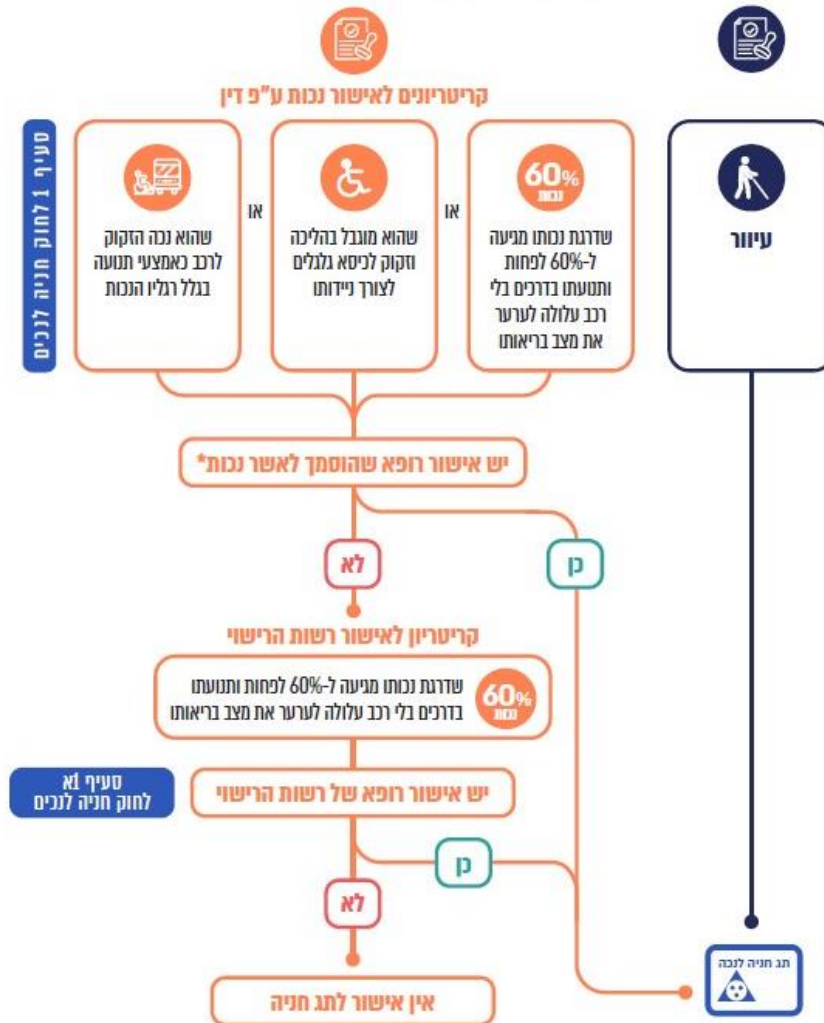 קריטריונים לאישור נכות ע"פ דין
סעיף 1 לחוק חניה לנכים
עיוור
60%
נכות
שדרגת נכותו מגיעה
ל-60% לפחות
ותנועתו בדרכים בלי
רכב עלולה לערער
את מצב בריאותו
או
שהוא מוגבל בהליכה
וזקוק לכיסא גלגלים
לצורך ניידותו
או
שהוא נכה הזקוק
לרכב כאמצעי תנועה
בגלל רגליו הנכות
יש אישור רופא שהוסמך לאשר נכות*
כן
לא
קריטריון לאישור רשות הרישוי
60%
נכות
שדרגת נכותו מגיעה ל-60% לפחות ותנועתו
בדרכים בלי רכב עלולה לערער את מצב בריאותו
יש אישור רופא של רשות הרישוי
סעיף 1א
לחוק חניה לנכים
כן
לא
תג חניה לנכה
אין אישור לתג חניה